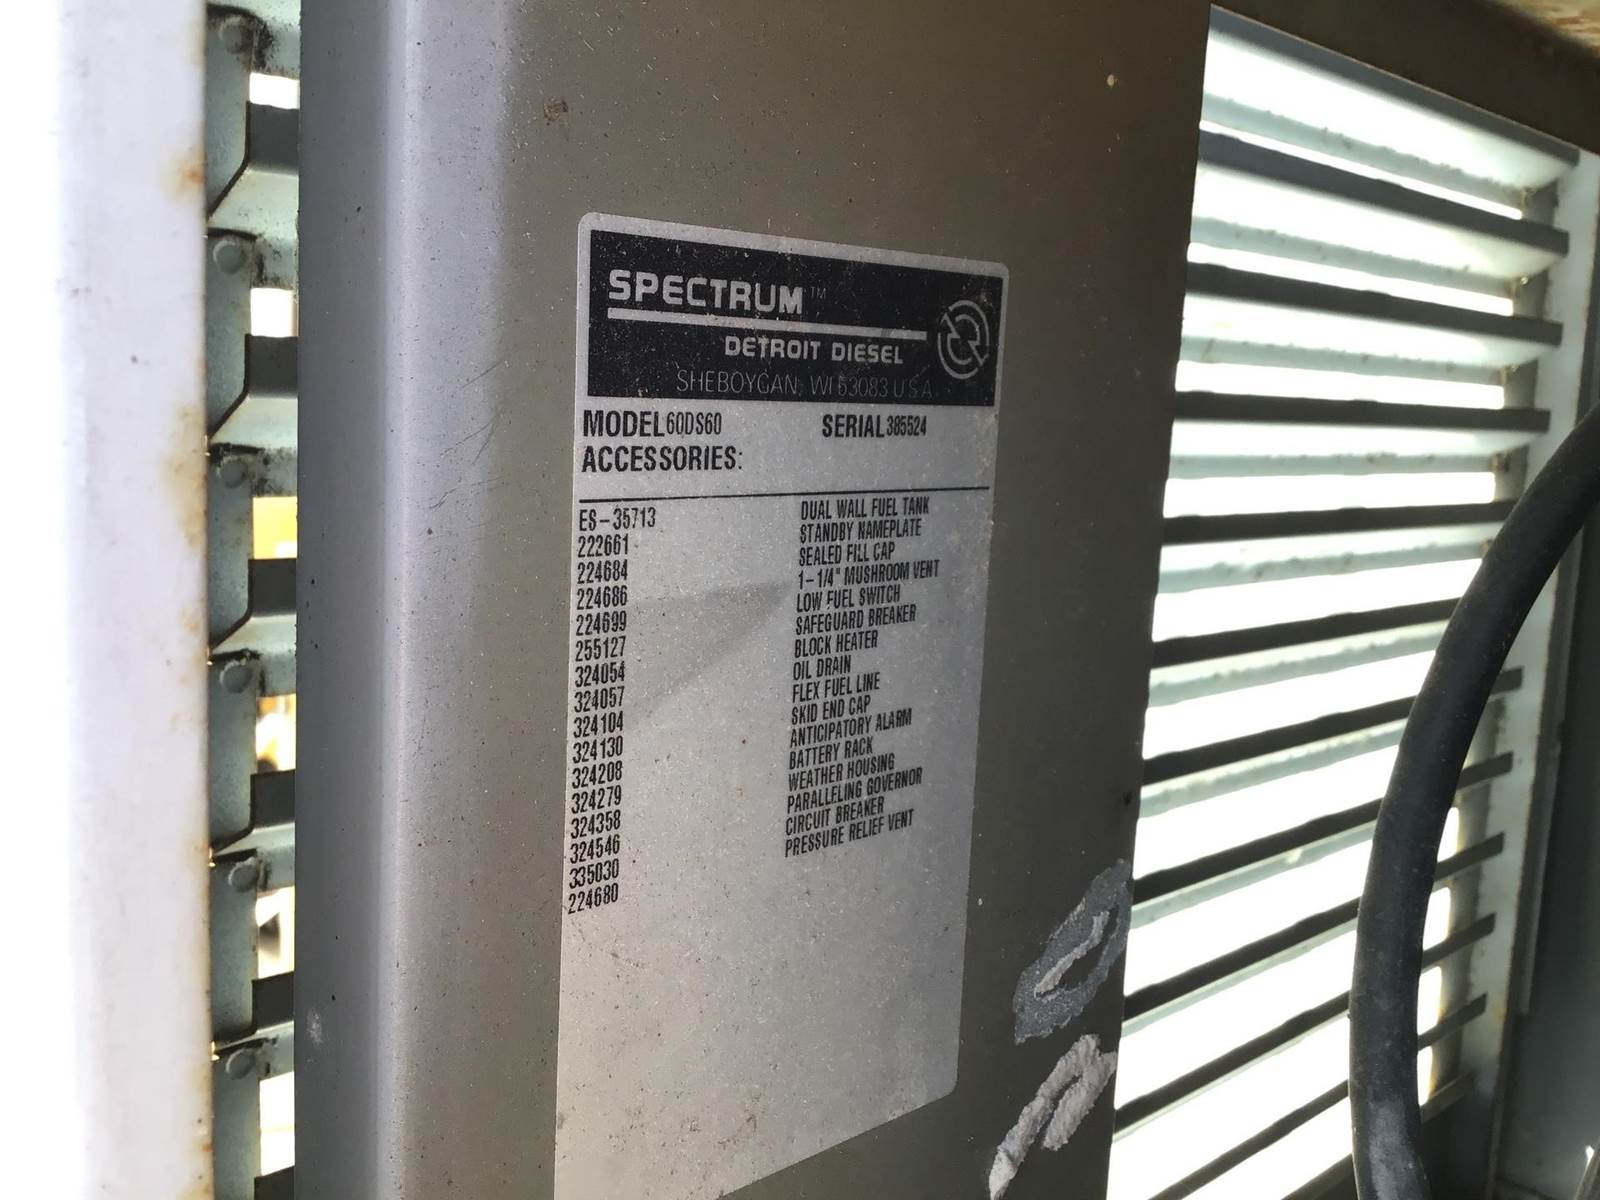 SPECTRUM™
DETROIT DIESEL
SHEBOYGAN, WI 53083 U.S.A.
MODEL 60DS60 SERIAL 385524
ACCESSORIES:
ES-35713 DUAL WALL FUEL TANK
222661 STANDBY NAMEPLATE
224684 SEALED FILL CAP
224686 1-1/4" MUSHROOM VENT
224699 LOW FUEL SWITCH
255127 SAFEGUARD BREAKER
324054 BLOCK HEATER
324057 OIL DRAIN
324104 FLEX FUEL LINE
324130 SKID END CAP
324208 ANTICIPATORY ALARM
324279 BATTERY RACK
324358 WEATHER HOUSING
324546 PARALLELING GOVERNOR
335030 CIRCUIT BREAKER
224680 PRESSURE RELIEF VENT